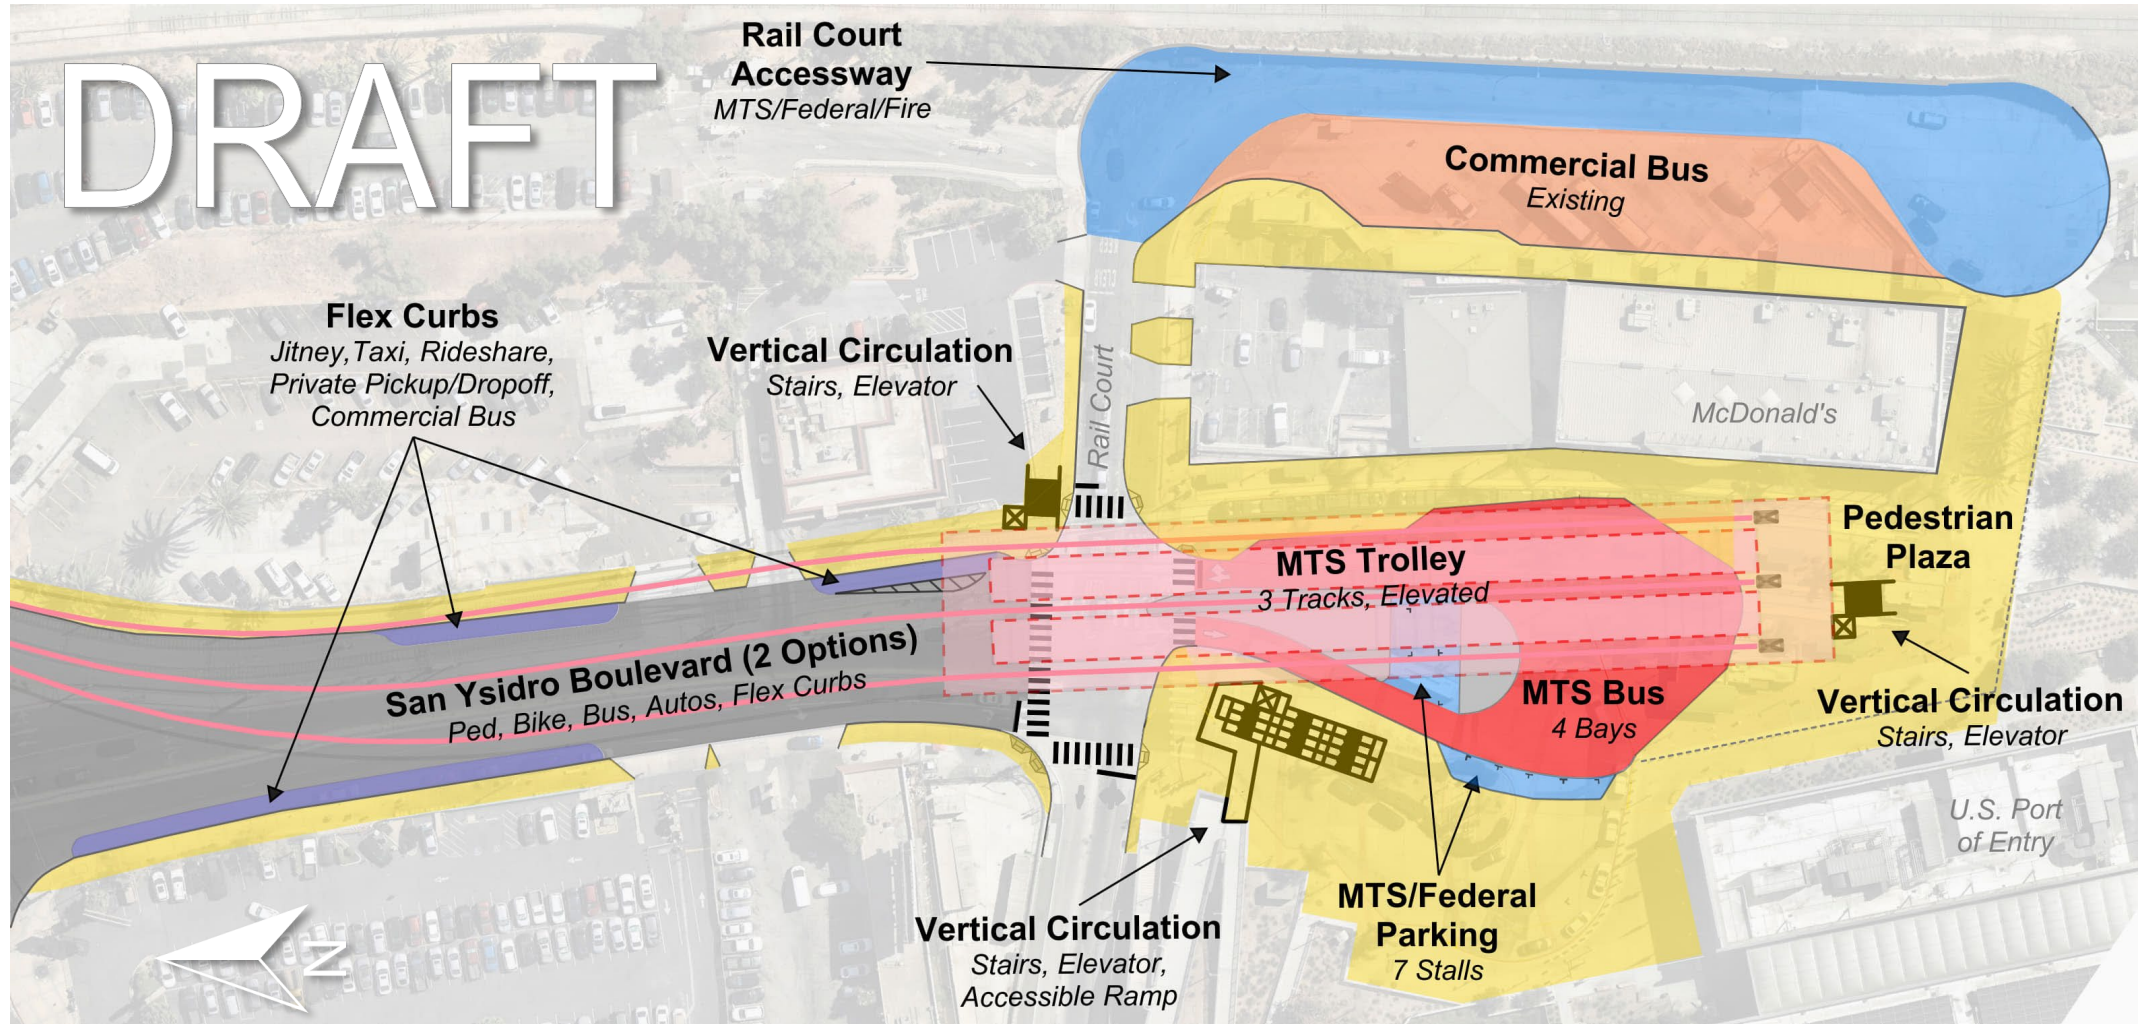 DRAFT
Rail Court
Accessway
MTS/Federal/Fire
Commercial Bus
Existing
Flex Curbs
Jitney,Taxi, Rideshare,
Private Pickup/Dropoff,
Commercial Bus
Vertical Circulation
Stairs, Elevator
Rail Court
McDonald's
Pedestrian
Plaza
MTS Trolley
3 Tracks, Elevated
San Ysidro Boulevard (2 Options)
Ped, Bike, Bus, Autos, Flex Curbs
MTS Bus
4 Bays
Vertical Circulation
Stairs, Elevator
U.S. Port
of Entry
MTS/Federal
Parking
7 Stalls
Vertical Circulation
Stairs, Elevator,
Accessible Ramp
N